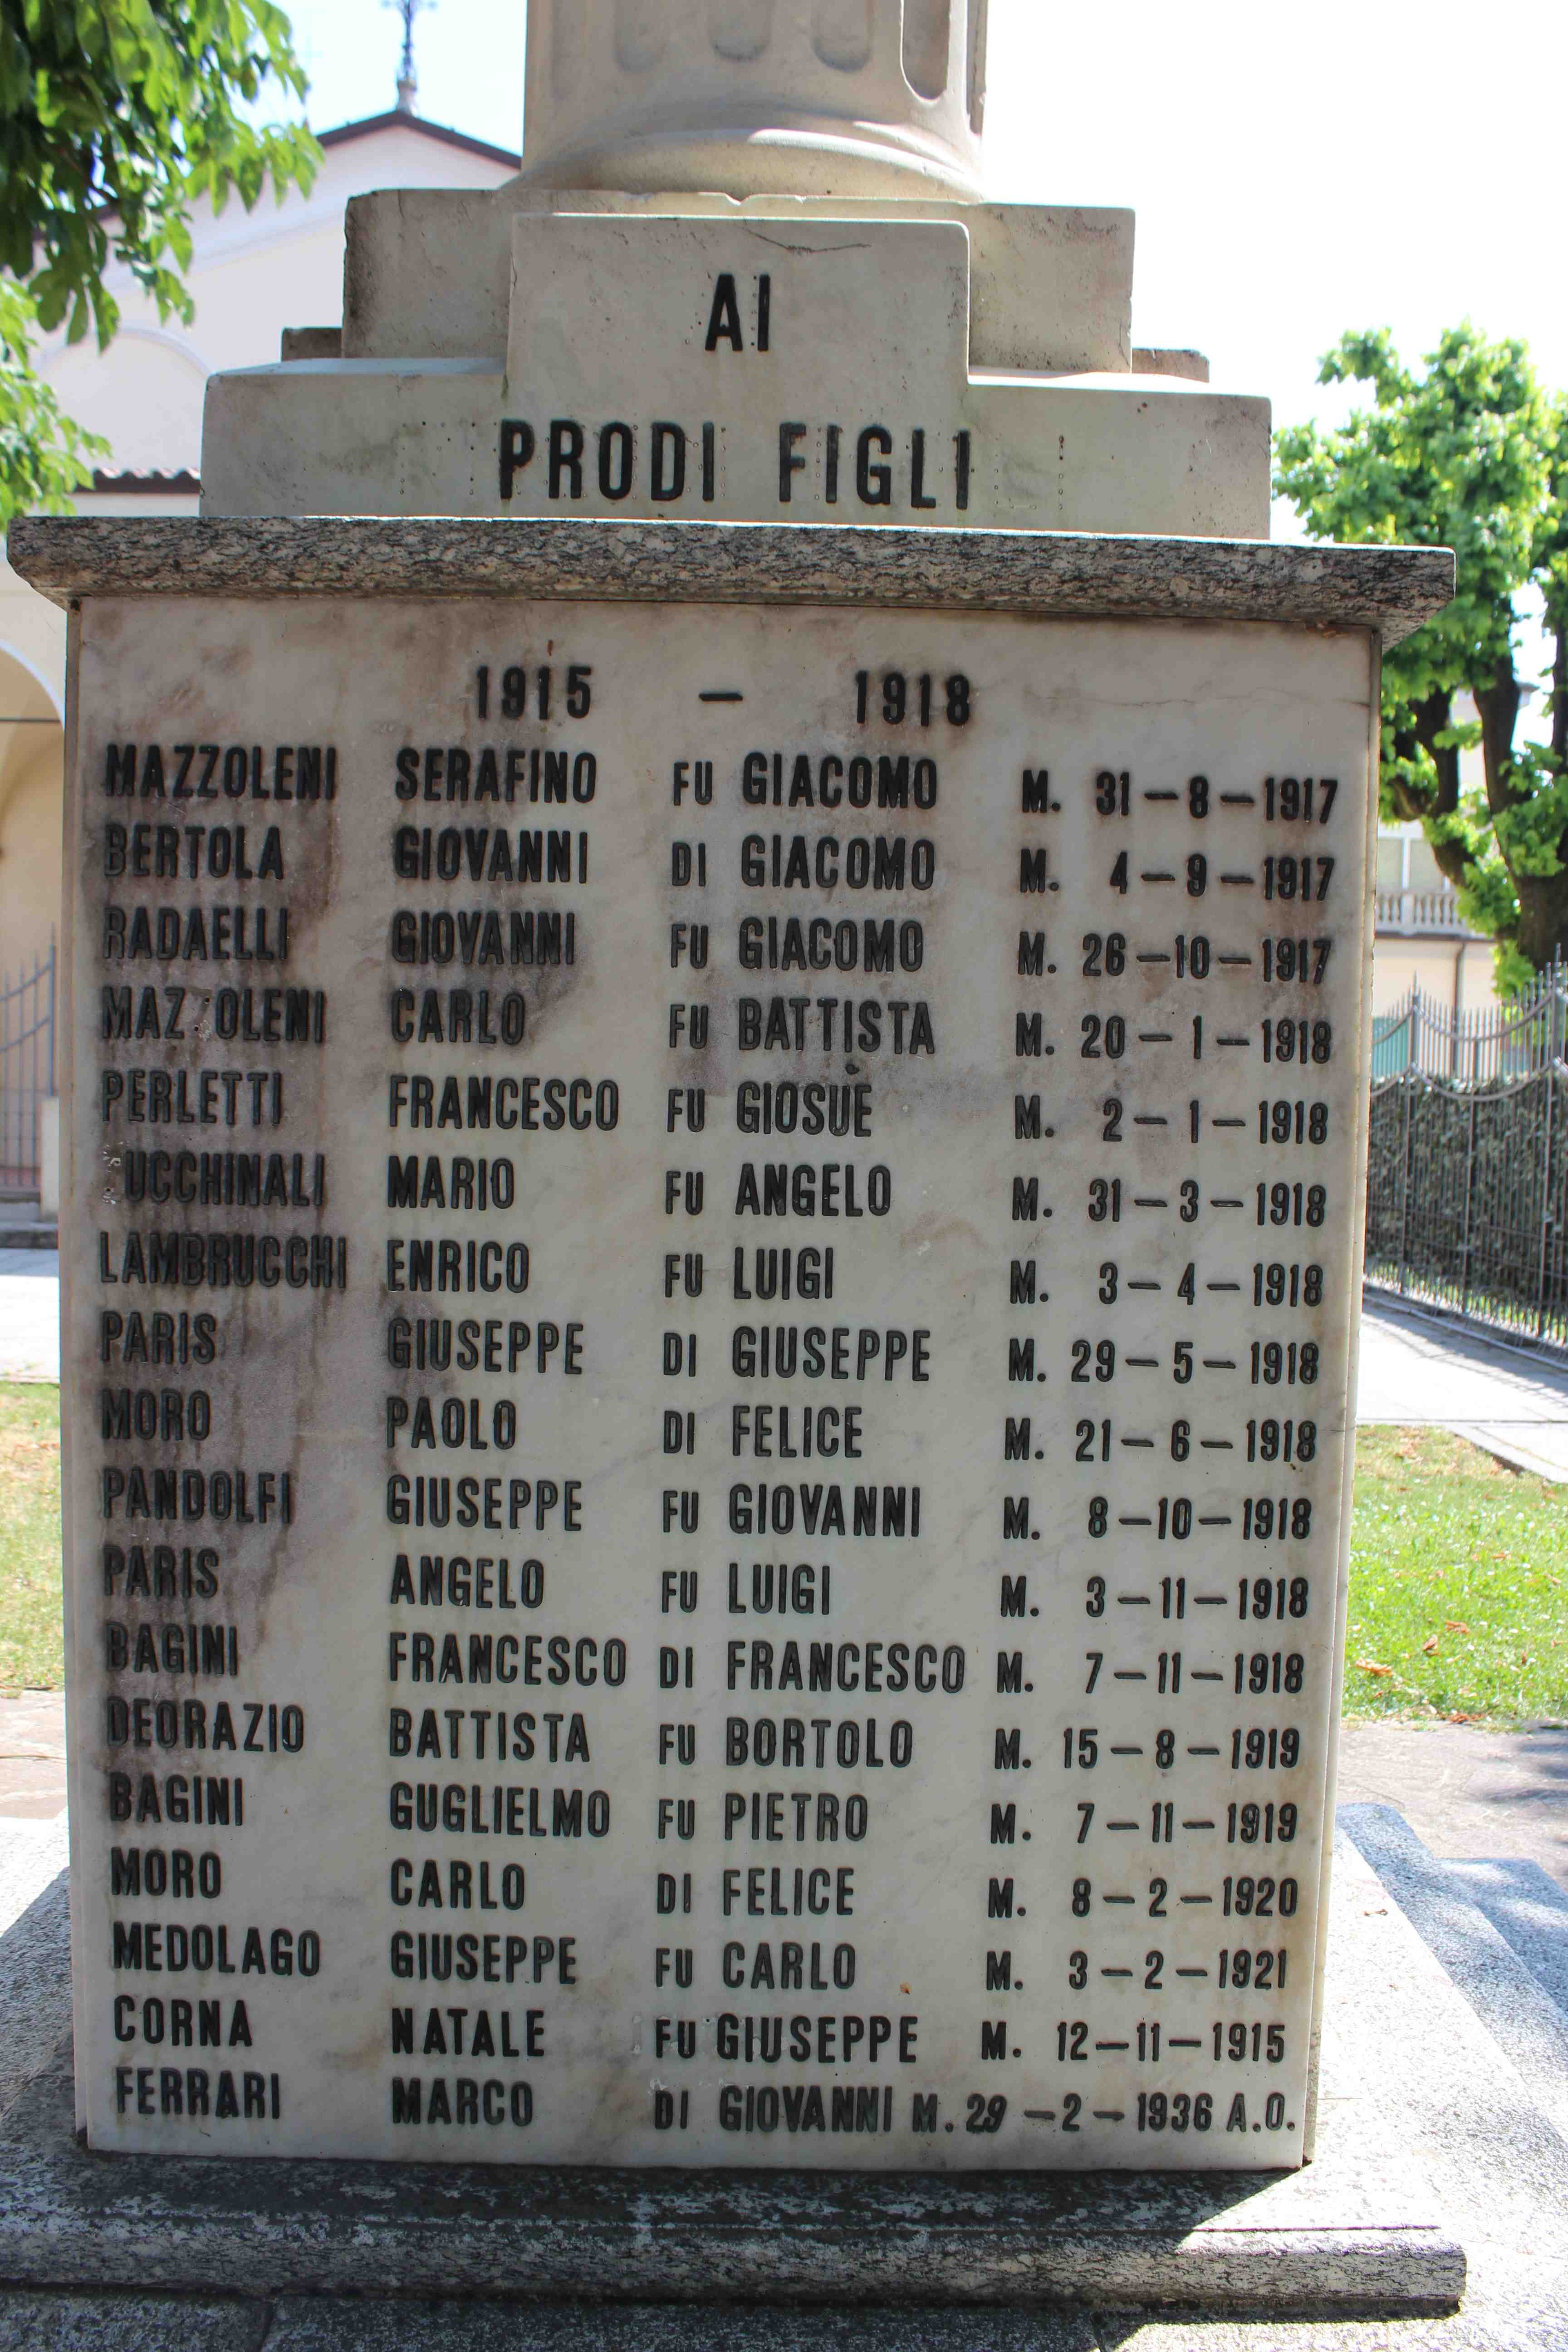 AI
PRODI FIGLI
1915 – 1918
MAZZOLENI SERAFINO FU GIACOMO M. 31–8–1917
BERTOLA GIOVANNI DI GIACOMO M. 4–9–1917
RADAELLI GIOVANNI FU GIACOMO M. 26–10–1917
MAZ OLENI CARLO FU BATTISTA M. 20–1–1918
PERLETTI FRANCESCO FU GIOSUÈ M. 2–1–1918
UCCHINALI MARIO FU ANGELO M. 31–3–1918
LAMBRUCCHI ENRICO FU LUIGI M. 3–4–1918
PARIS GIUSEPPE DI GIUSEPPE M. 29–5–1918
MORO PAOLO DI FELICE M. 21–6–1918
PANDOLFI GIUSEPPE FU GIOVANNI M. 8–10–1918
PARIS ANGELO FU LUIGI M. 3–11–1918
BAGINI FRANCESCO DI FRANCESCO M. 7–11–1918
DEORAZIO BATTISTA FU BORTOLO M. 15–8–1919
BAGINI GUGLIELMO FU PIETRO M. 7–11–1919
MORO CARLO DI FELICE M. 8–2–1920
MEDOLAGO GIUSEPPE FU CARLO M. 3–2–1921
CORNA NATALE FU GIUSEPPE M. 12–11–1915
FERRARI MARCO DI GIOVANNI M. 29–2–1936 A.O.